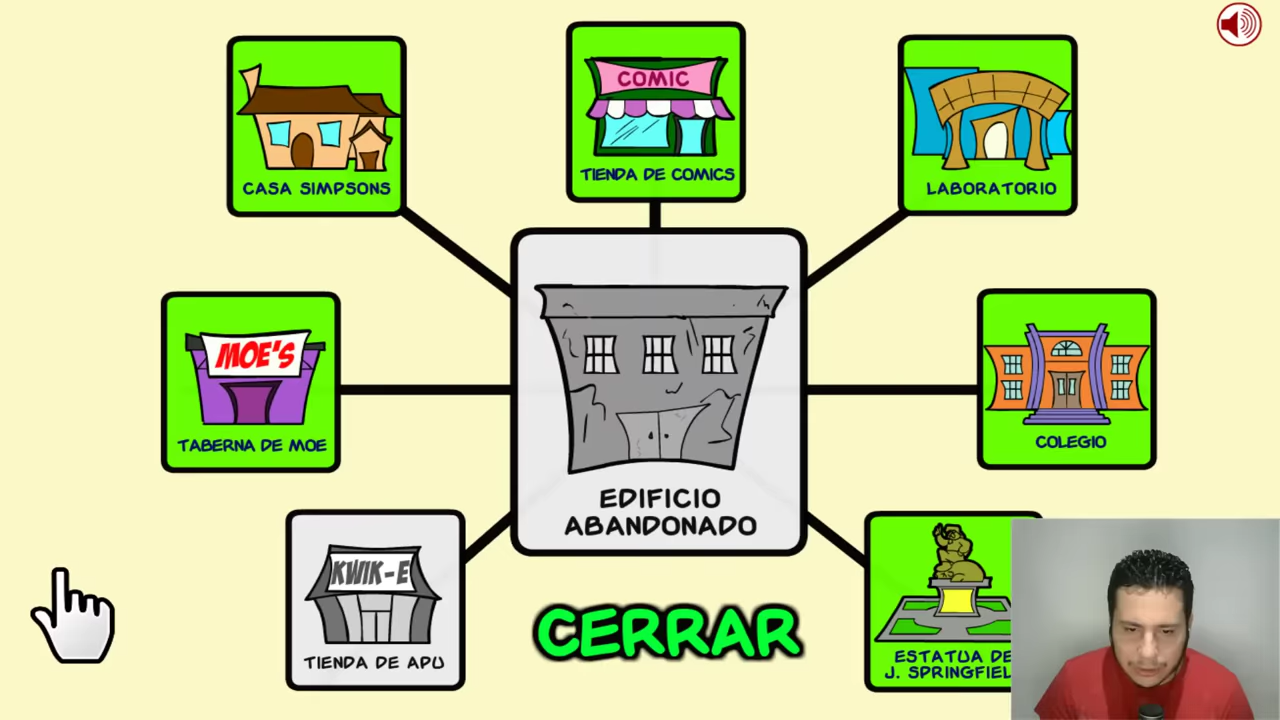 COMIC
TIENDA DE COMICS
CASA SIMPSONS
LABORATORIO
MOE'S
TABERNA DE MOE
COLEGIO
EDIFICIO
ABANDONADO
KWIK-E
TIENDA DE APU
CERRAR
ESTATUA DE
J. SPRINGFIEL